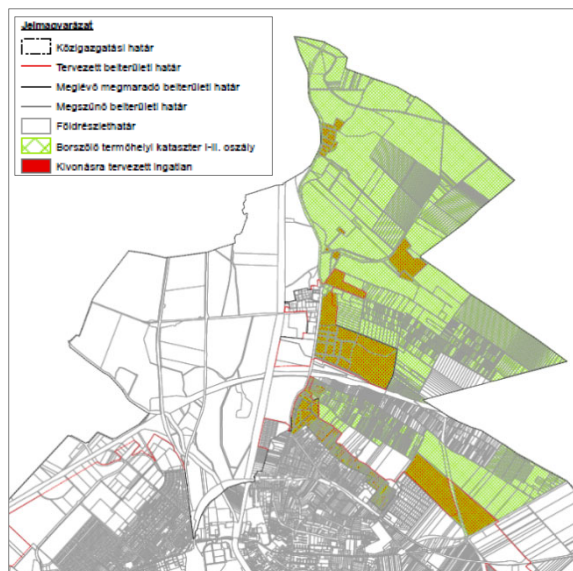 Jelmagyarázat
Közigazgatási határ
Tervezett belterületi határ
Meglévő megmaradó belterületi határ
Megszűnő belterületi határ
Földrészlethatár
Borszőlő termőhelyi kataszter I-II. oszály
Kivonásra tervezett ingatlan